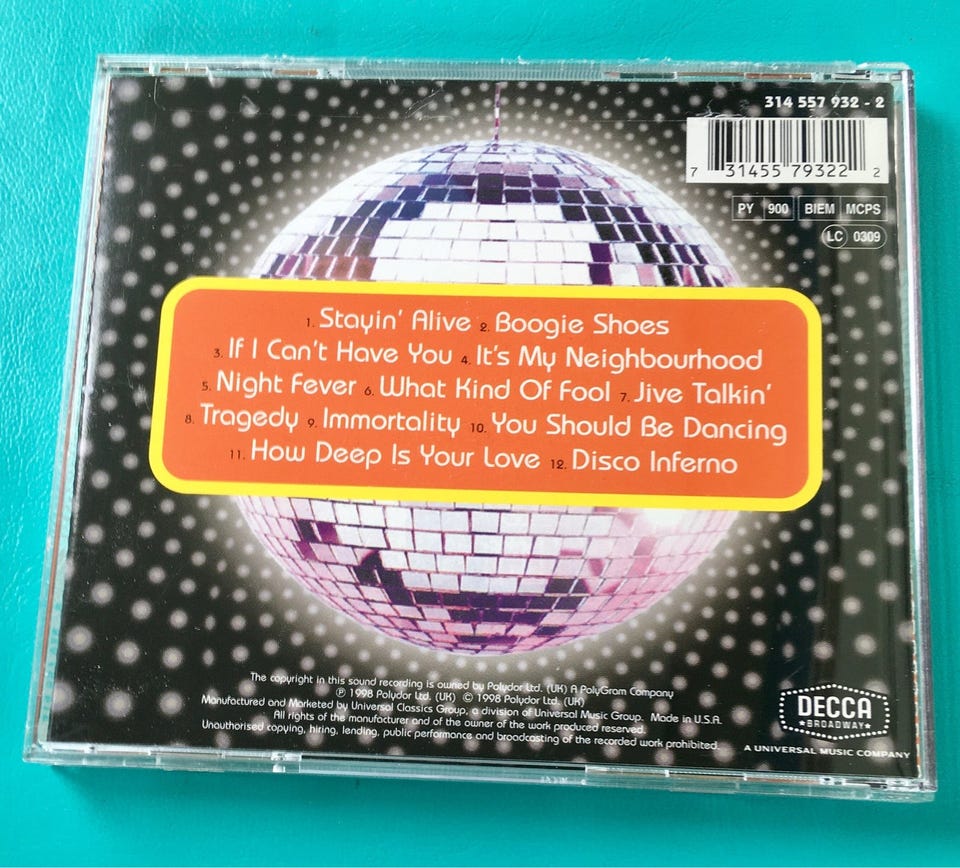 314 557 932 - 2
7 31455 79322 2
PY 900 BIEM MCPS
LC 0309
1. Stayin' Alive 2. Boogie Shoes
3. If I Can't Have You 4. It's My Neighbourhood
5. Night Fever 6. What Kind Of Fool 7. Jive Talkin'
8. Tragedy 9. Immortality 10. You Should Be Dancing
11. How Deep Is Your Love 12. Disco Inferno
The copyright in this sound recording is owned by Polydor Ltd. (UK) A PolyGram Company
℗ 1998 Polydor Ltd. (UK) © 1998 Polydor Ltd. (UK)
Manufactured and Marketed by Universal Classics Group, a division of Universal Music Group. Made in U.S.A.
All rights of the manufacturer and of the owner of the work produced reserved.
Unauthorised copying, hiring, lending, public performance and broadcasting of the recorded work prohibited.
DECCA
BROADWAY
A UNIVERSAL MUSIC COMPANY